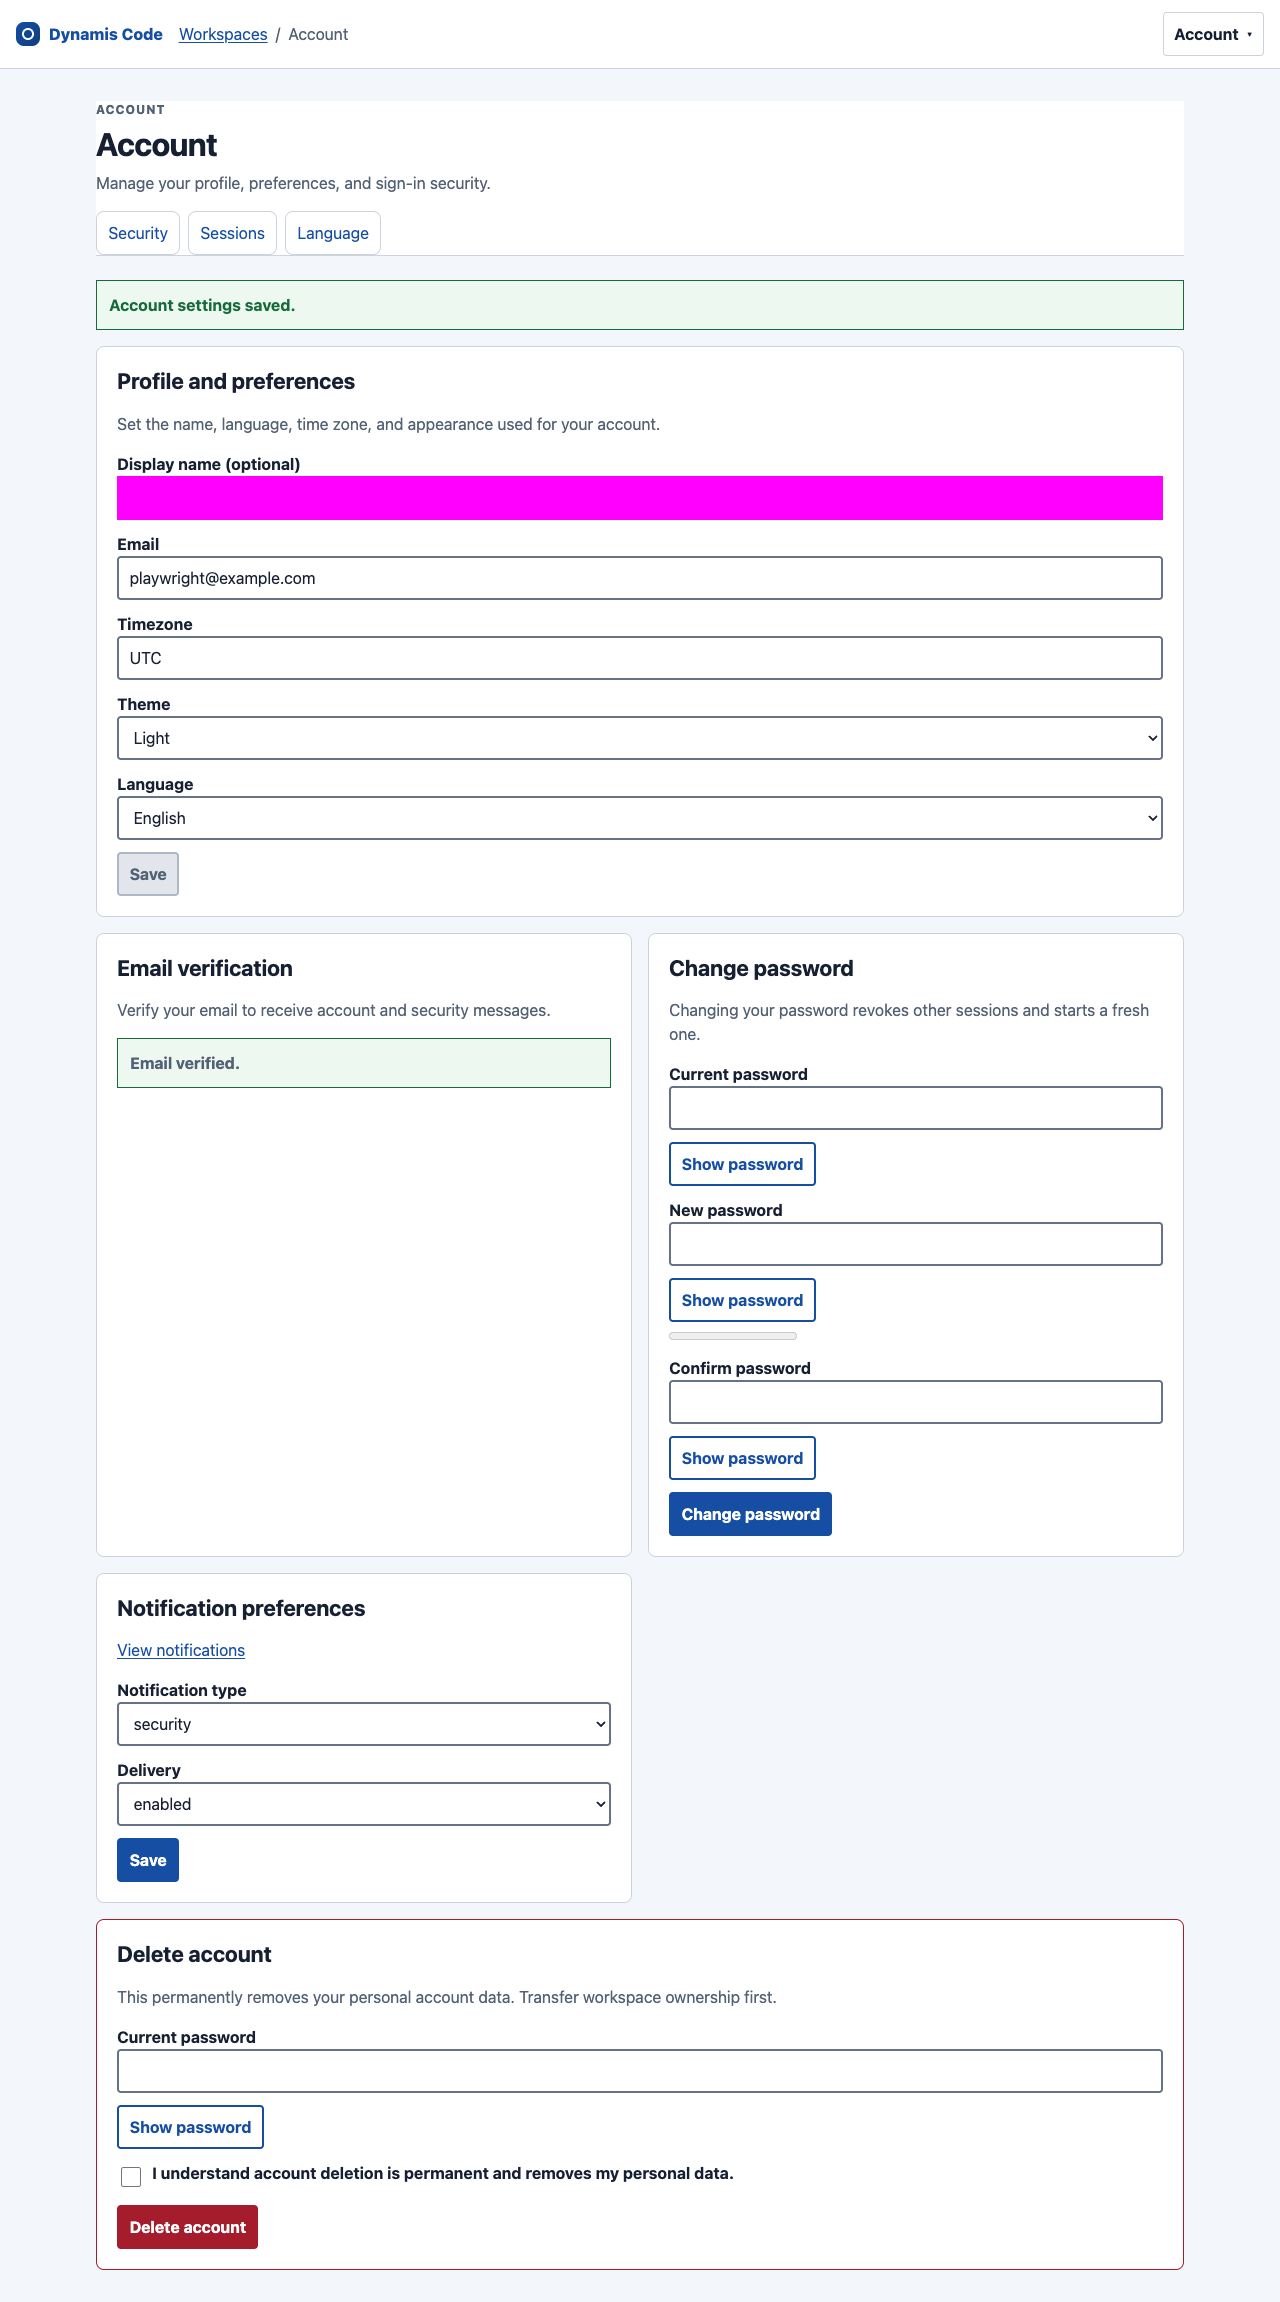 Dynamis Code Workspaces / Account Account ▾
ACCOUNT
Account
Manage your profile, preferences, and sign-in security.
Security Sessions Language
Account settings saved.
Profile and preferences
Set the name, language, time zone, and appearance used for your account.
Display name (optional)
Email
playwright@example.com
Timezone
UTC
Theme
Light
Language
English
Save
Email verification
Verify your email to receive account and security messages.
Email verified.
Change password
Changing your password revokes other sessions and starts a fresh
one.
Current password
Show password
New password
Show password
Confirm password
Show password
Change password
Notification preferences
View notifications
Notification type
security
Delivery
enabled
Save
Delete account
This permanently removes your personal account data. Transfer workspace ownership first.
Current password
Show password
I understand account deletion is permanent and removes my personal data.
Delete account